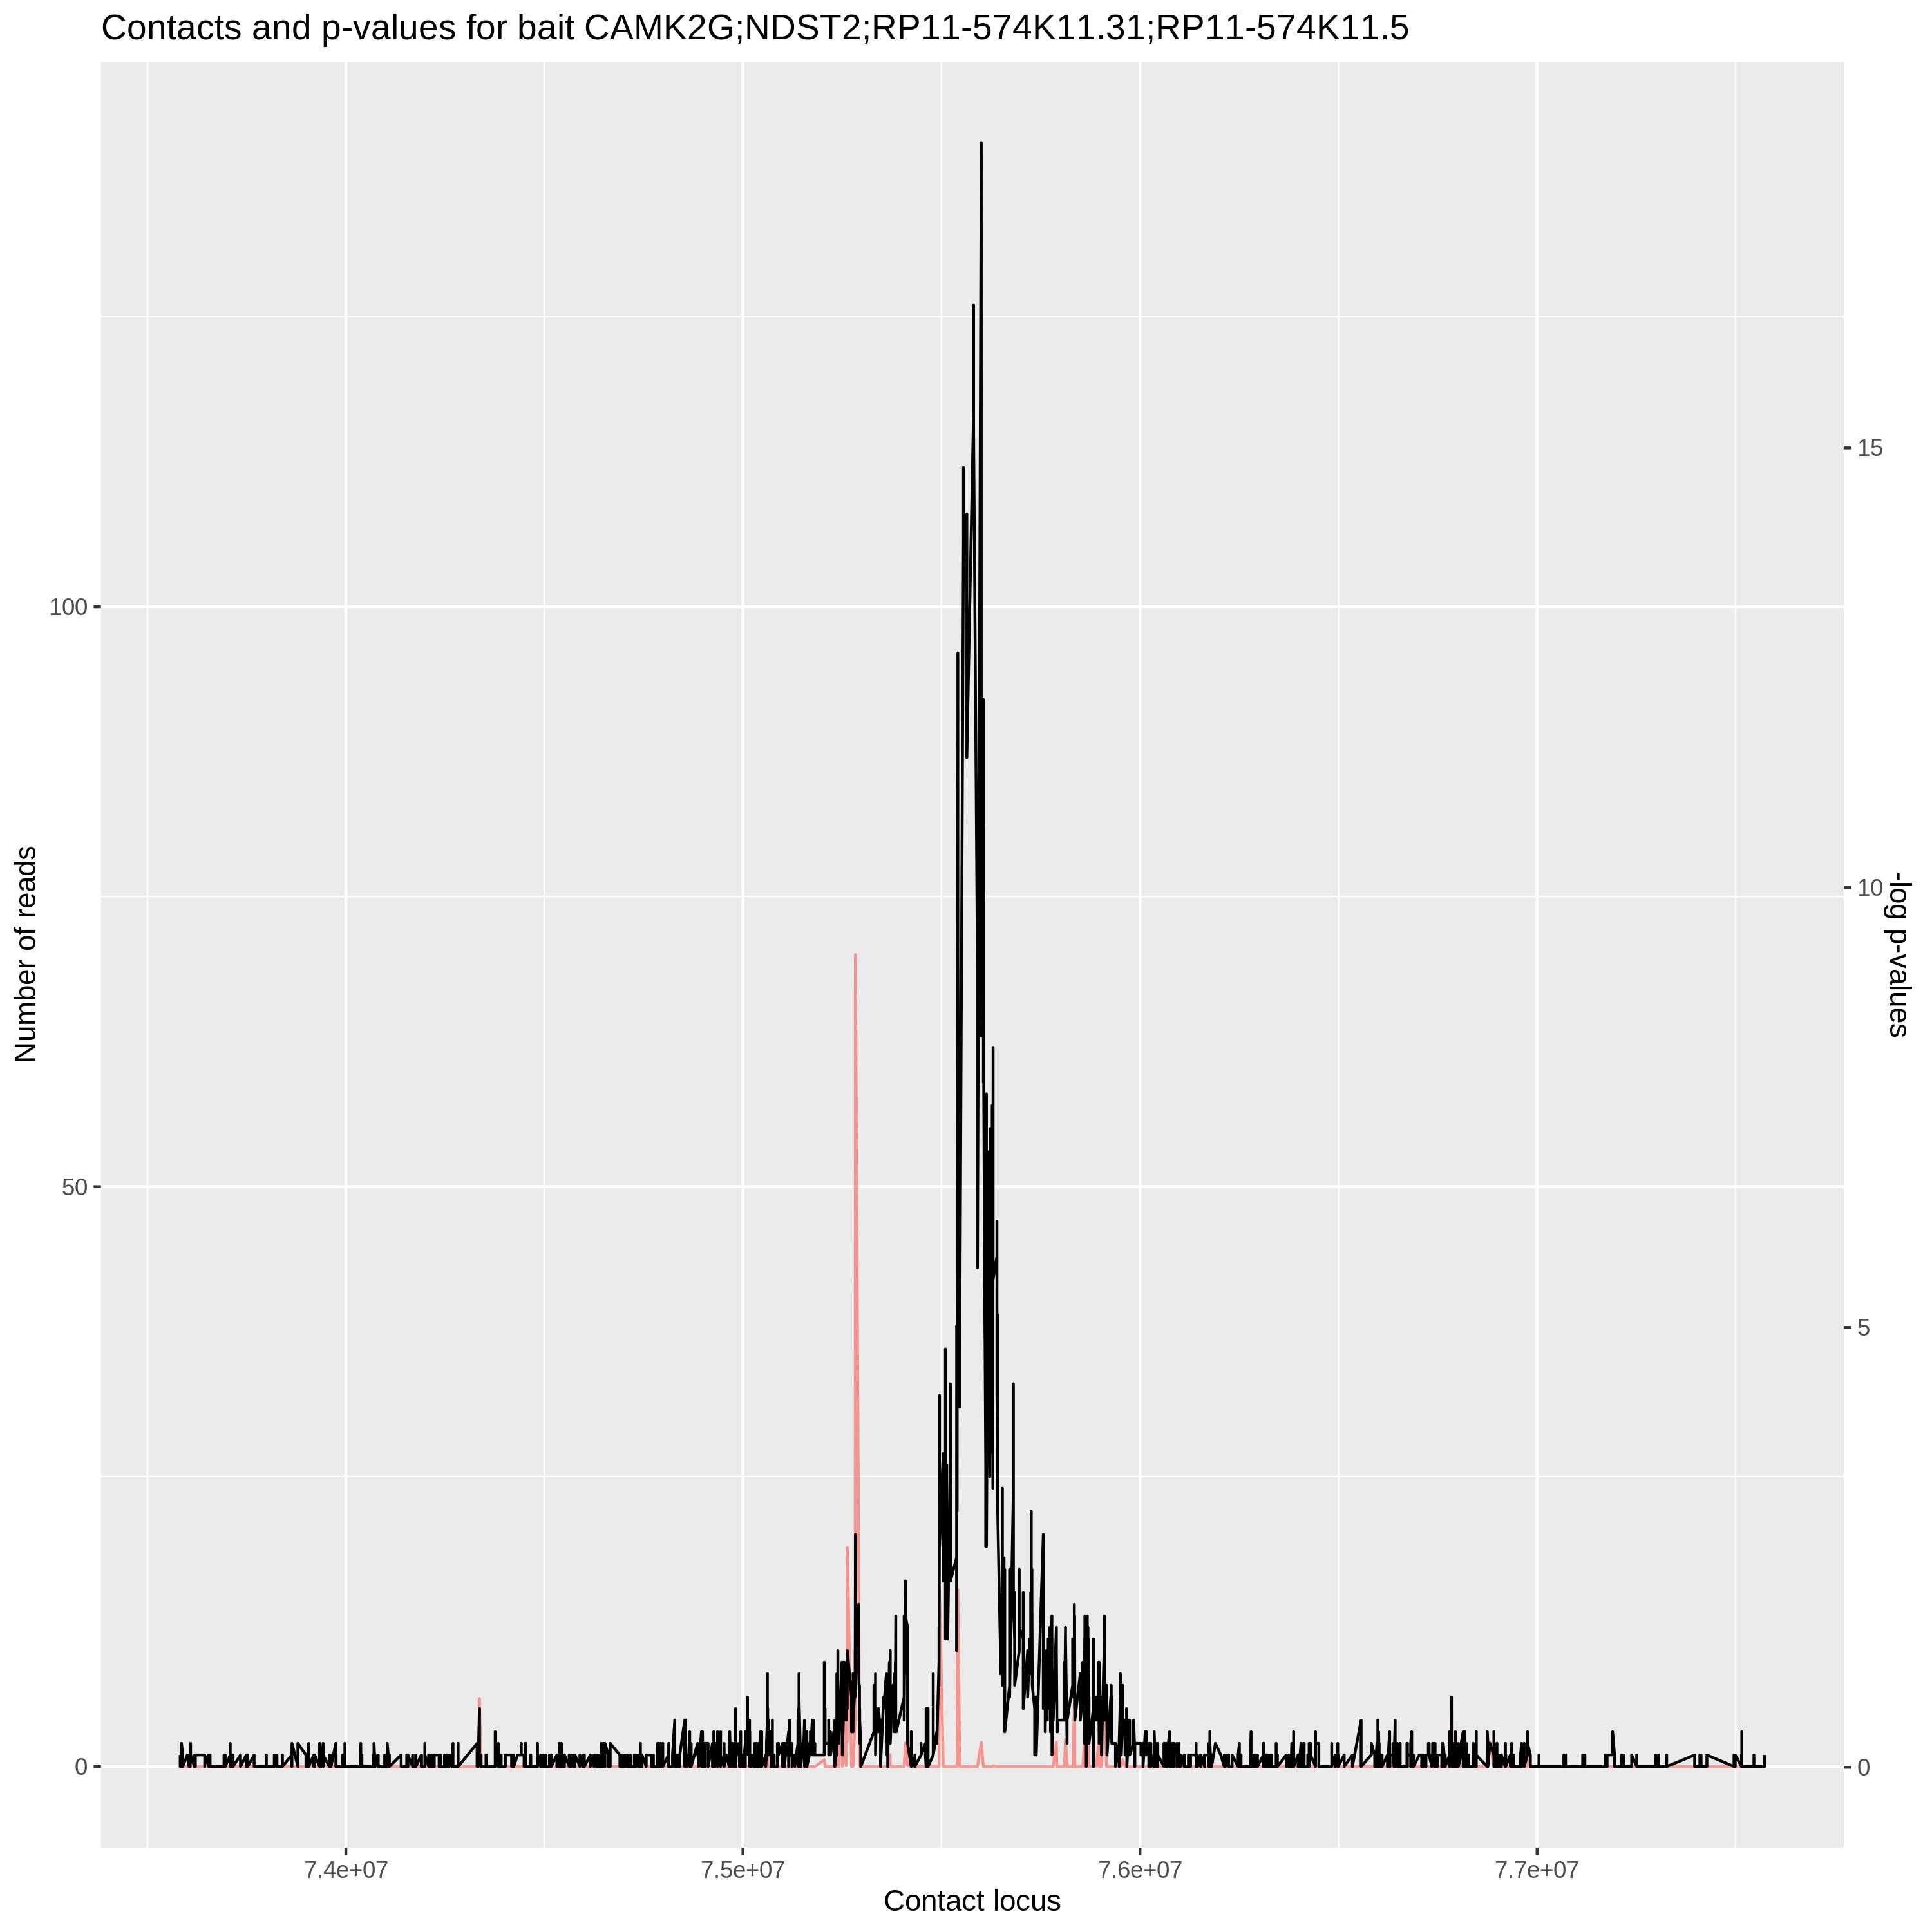 Contacts and p-values for bait CAMK2G;NDST2;RP11-574K11.31;RP11-574K11.5
Number of reads
100
50
0
15
10
5
0
-log p-values
7.4e+07 7.5e+07 7.6e+07 7.7e+07
Contact locus